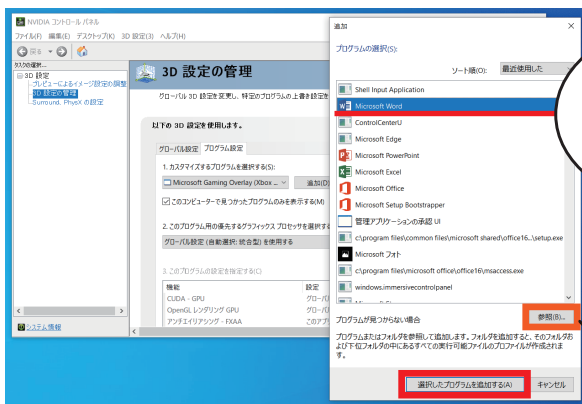 NVIDIA コントロール パネル
ファイル(F) 編集(E) デスクトップ(K) 3D 設定(3) ヘルプ(H)
戻る
タスクの選択...
3D 設定
プレビューによるイメージ設定の調整
3D 設定の管理
Surround、PhysX の設定
システム情報
3D 設定の管理
グローバル 3D 設定を変更し、特定のプログラムの上書き設定を
以下の 3D 設定を使用します。
グローバル設定 プログラム設定
1. カスタマイズするプログラムを選択する(S):
Microsoft Gaming Overlay (Xbox ... 追加(D)
このコンピューターで見つかったプログラムのみを表示する(M)
2. このプログラム用の優先するグラフィックス プロセッサを選択す
グローバル設定 (自動選択: 統合型) を使用する
3. このプログラムの設定を指定する(C)
機能 設定
CUDA - GPU グローバ
OpenGL レンダリング GPU グローバ
アンチエイリアシング - FXAA このアプ
追加
プログラムの選択(S):
ソート順(O): 最近使用した
Shell Input Application
Microsoft Word
ControlCenterU
Microsoft Edge
Microsoft PowerPoint
Microsoft Excel
Microsoft Office
Microsoft Setup Bootstrapper
管理アプリケーションの承認 UI
c:\program files\common files\microsoft shared\office16...\setup.exe
Microsoft フォト
c:\program files\microsoft office\office16\msaccess.exe
windows.immersivecontrolpanel
プログラムが見つからない場合 参照(B)...
プログラムまたはフォルダを参照して追加します。フォルダを追加すると、そのフォルダお
よび下位フォルダの中にあるすべての実行可能ファイルのプロファイルが作成されま
す。
選択したプログラムを追加する(A) キャンセル